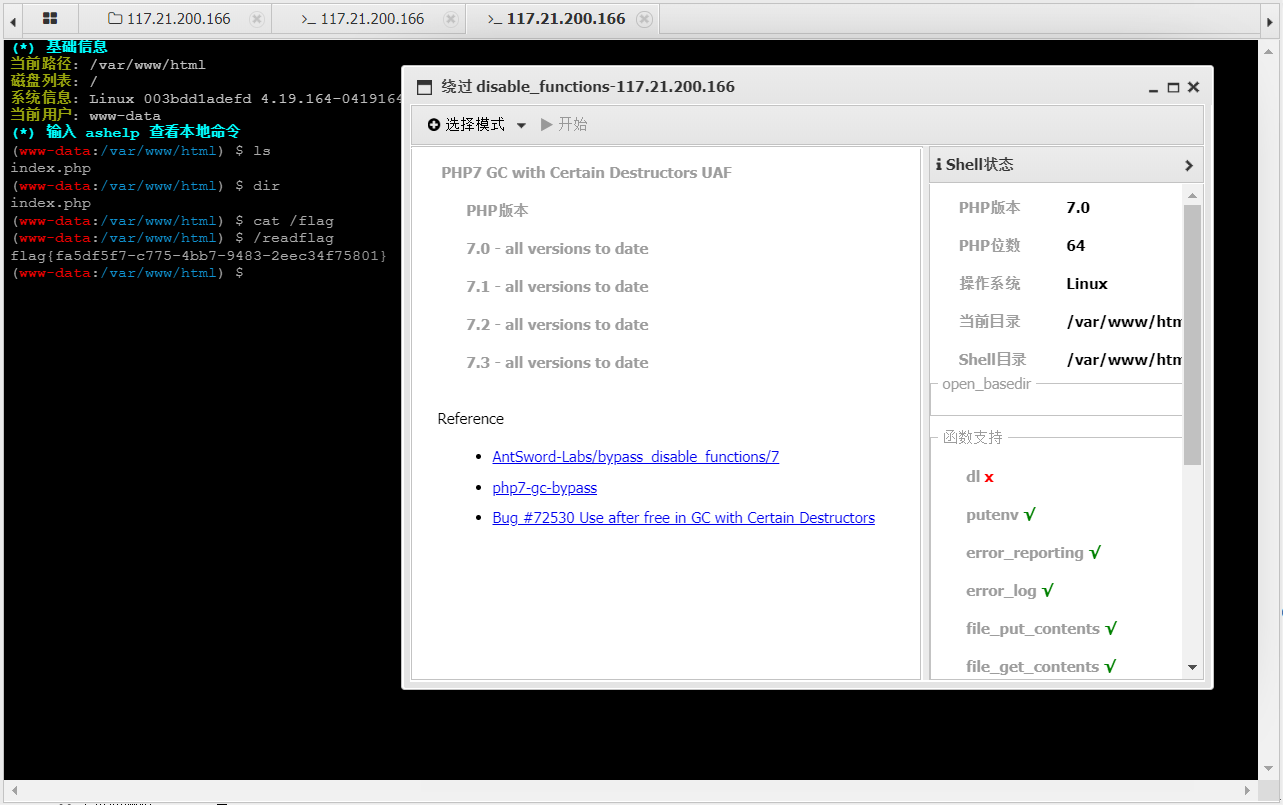 117.21.200.166
>_ 117.21.200.166
>_ 117.21.200.166
(*) 基础信息
当前路径: /var/www/html
磁盘列表: /
系统信息: Linux 003bdd1adefd 4.19.164-0419164
当前用户: www-data
(*) 输入 ashelp 查看本地命令
(www-data:/var/www/html) $ ls
index.php
(www-data:/var/www/html) $ dir
index.php
(www-data:/var/www/html) $ cat /flag
(www-data:/var/www/html) $ /readflag
flag{fa5df5f7-c775-4bb7-9483-2eec34f75801}
(www-data:/var/www/html) $
绕过 disable_functions-117.21.200.166
选择模式 开始
PHP7 GC with Certain Destructors UAF
PHP版本
7.0 - all versions to date
7.1 - all versions to date
7.2 - all versions to date
7.3 - all versions to date
Reference
AntSword-Labs/bypass_disable_functions/7
php7-gc-bypass
Bug #72530 Use after free in GC with Certain Destructors
Shell状态
PHP版本 7.0
PHP位数 64
操作系统 Linux
当前目录 /var/www/htm
Shell目录 /var/www/htm
open_basedir
函数支持
dl x
putenv √
error_reporting √
error_log √
file_put_contents √
file_get_contents √